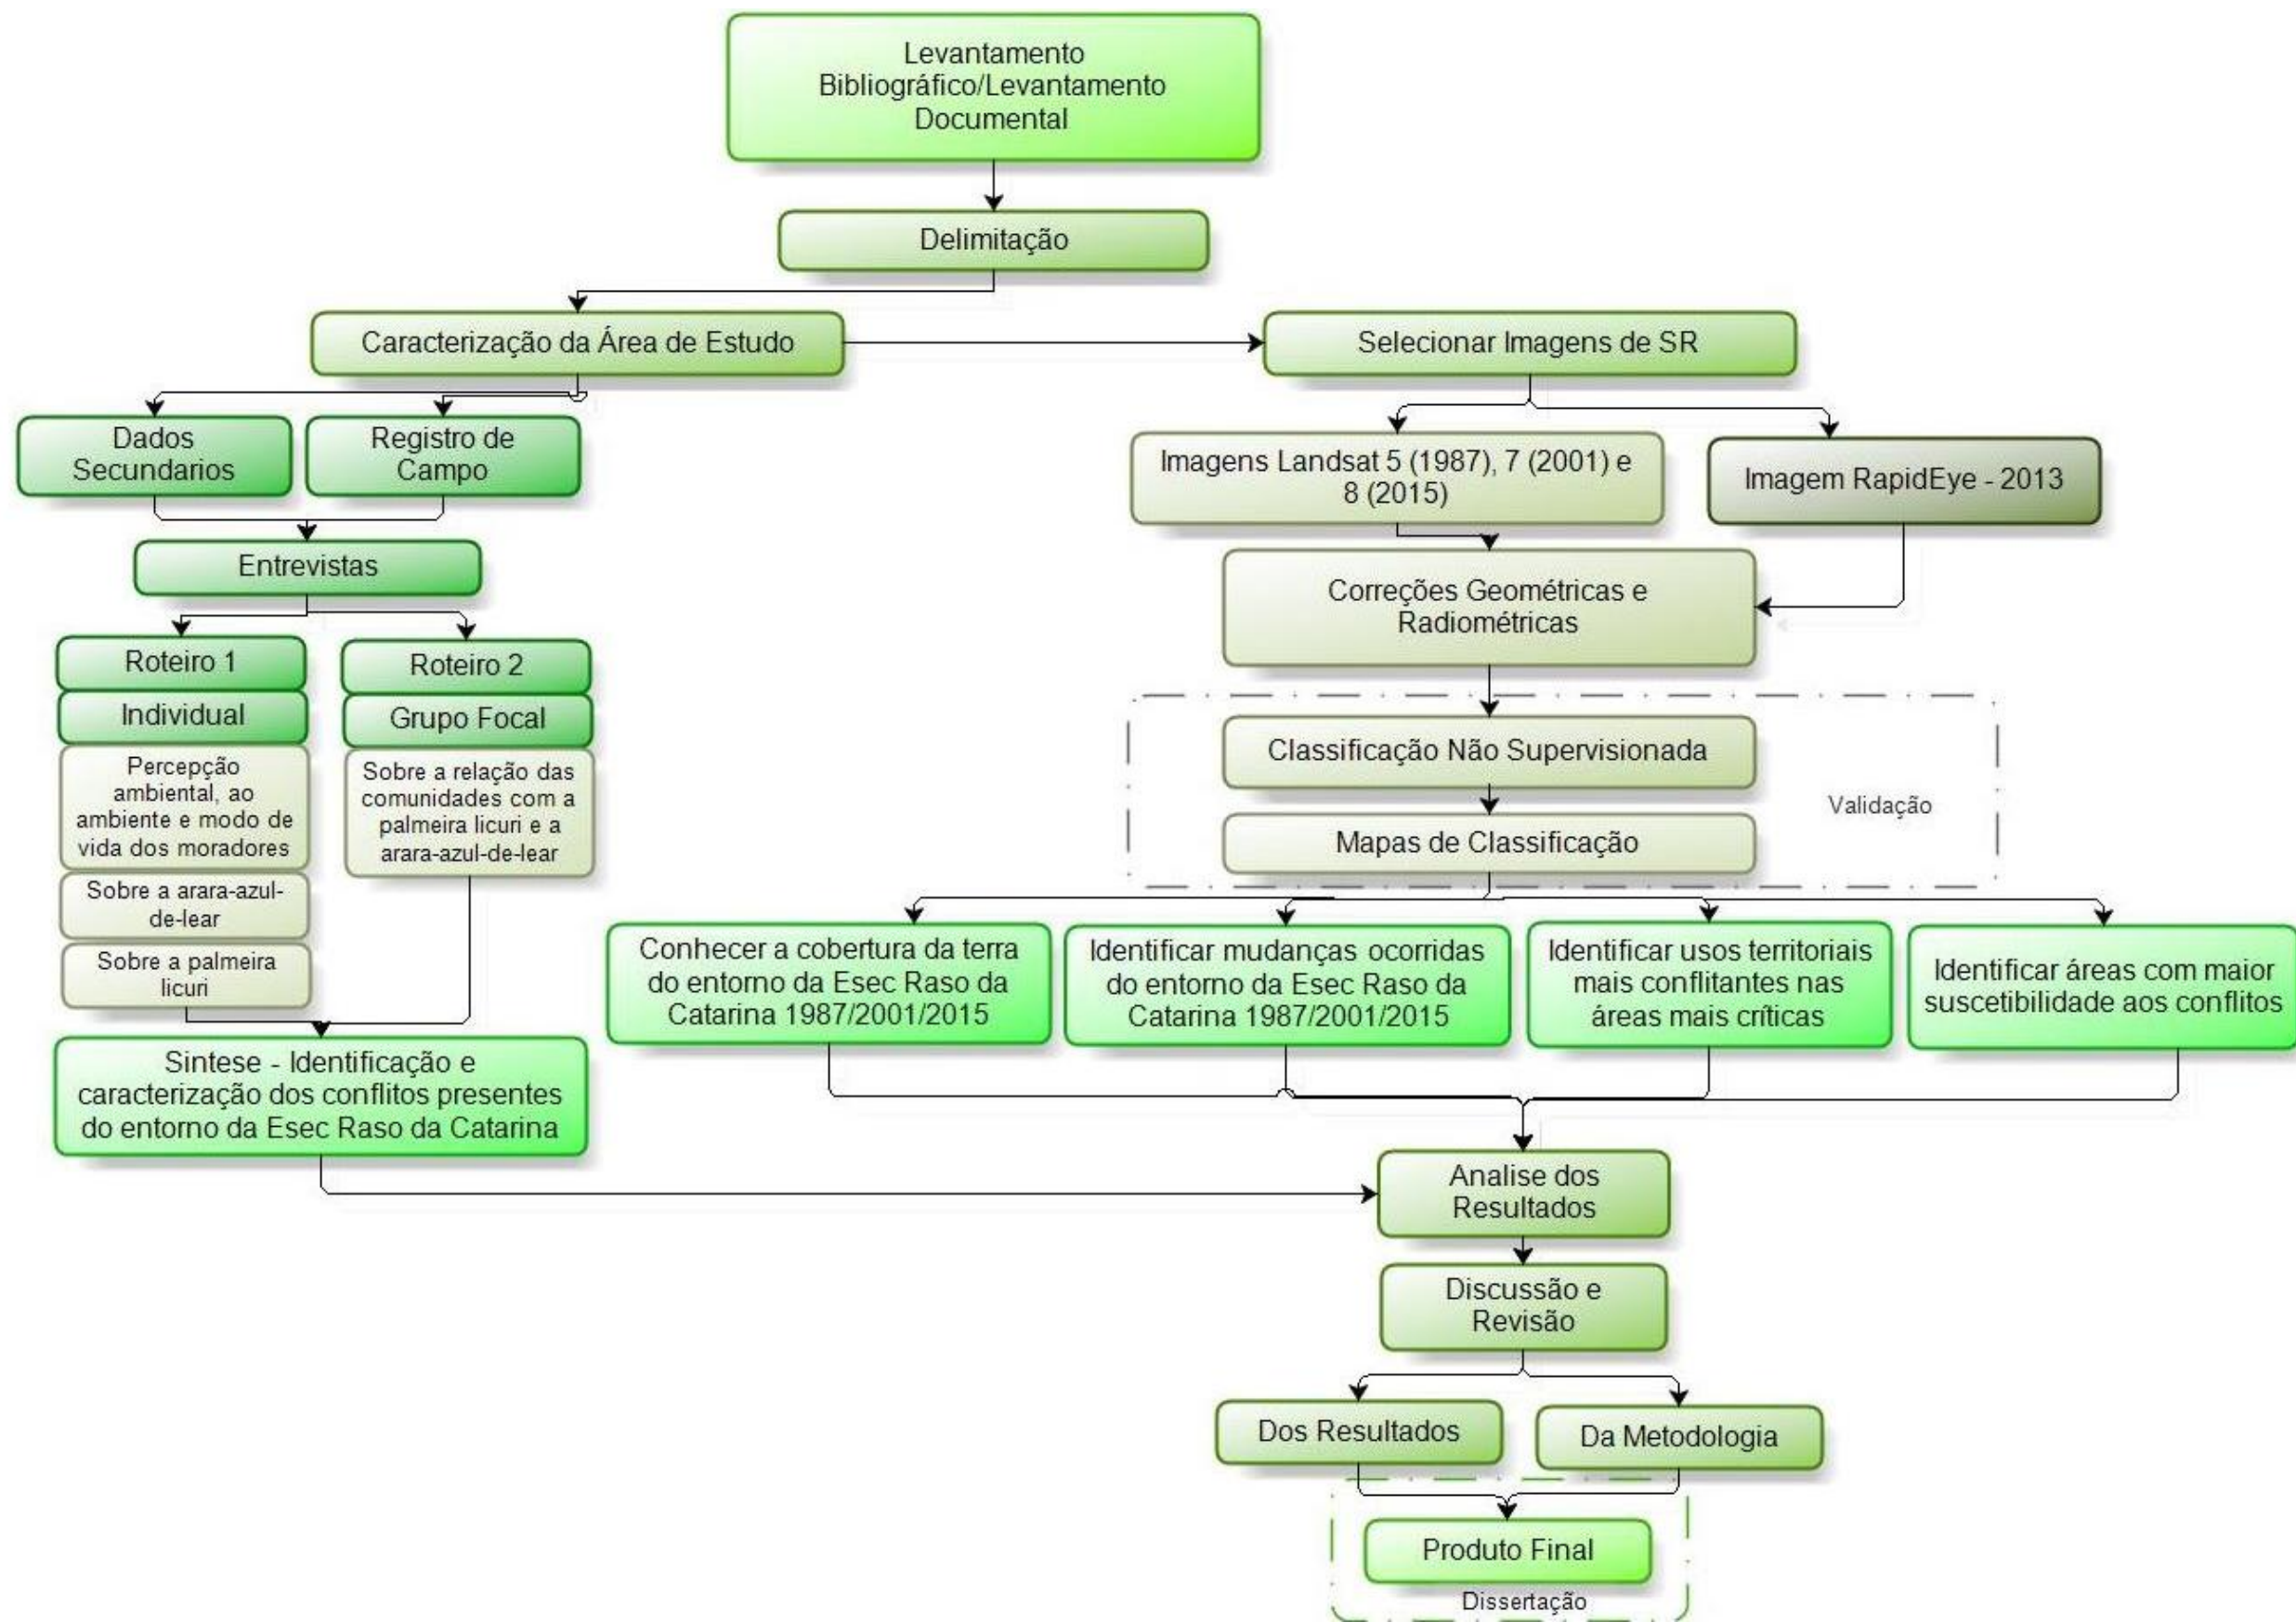 Levantamento
Bibliográfico/Levantamento
Documental
Delimitação
Caracterização da Área de Estudo
Selecionar Imagens de SR
Dados
Secundarios
Registro de
Campo
Imagens Landsat 5 (1987), 7 (2001) e
8 (2015)
Imagem RapidEye - 2013
Entrevistas
Correções Geométricas e
Radiométricas
Roteiro 1
Individual
Percepção
ambiental, ao
ambiente e modo de
vida dos moradores
Sobre a arara-azul-
de-lear
Sobre a palmeira
licuri
Roteiro 2
Grupo Focal
Sobre a relação das
comunidades com a
palmeira licuri e a
arara-azul-de-lear
Classificação Não Supervisionada
Mapas de Classificação
Validação
Conhecer a cobertura da terra
do entorno da Esec Raso da
Catarina 1987/2001/2015
Identificar mudanças ocorridas
do entorno da Esec Raso da
Catarina 1987/2001/2015
Identificar usos territoriais
mais conflitantes nas
áreas mais críticas
Identificar áreas com maior
suscetibilidade aos conflitos
Sintese - Identificação e
caracterização dos conflitos presentes
do entorno da Esec Raso da Catarina
Analise dos
Resultados
Discussão e
Revisão
Dos Resultados
Da Metodologia
Produto Final
Dissertação